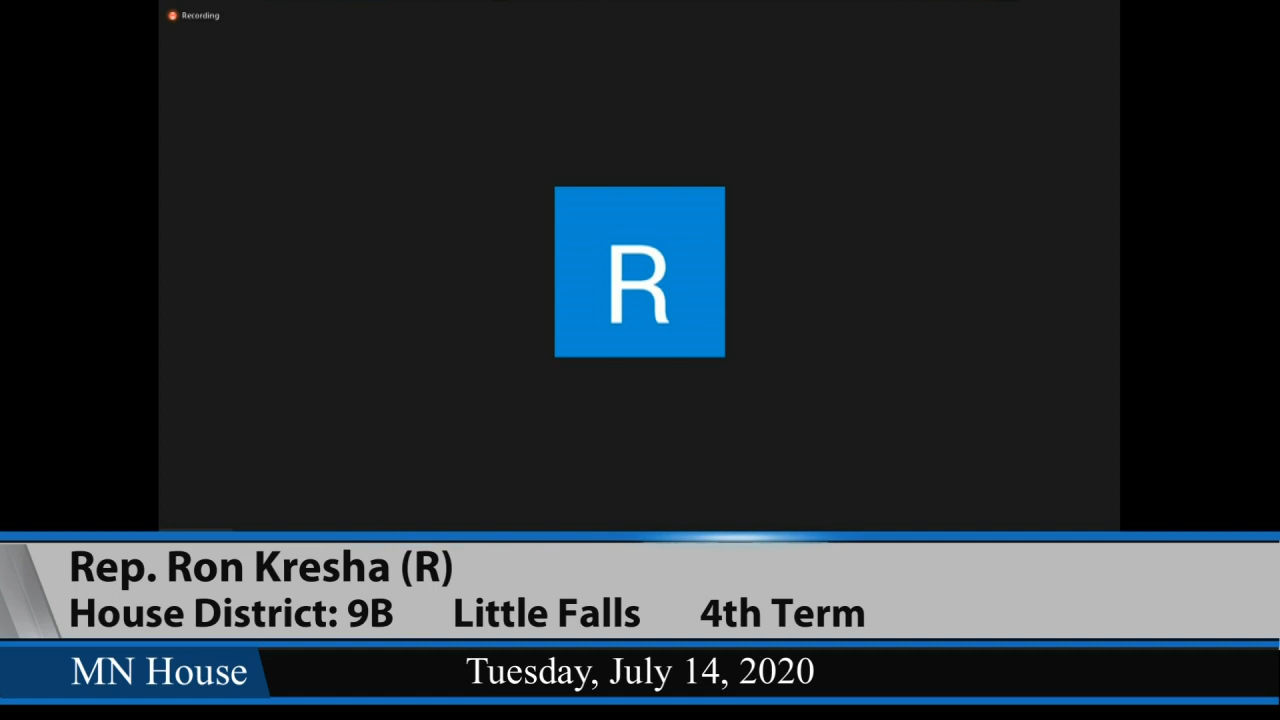 Recording
R
Rep. Ron Kresha (R)
House District: 9B Little Falls 4th Term
MN House Tuesday, July 14, 2020